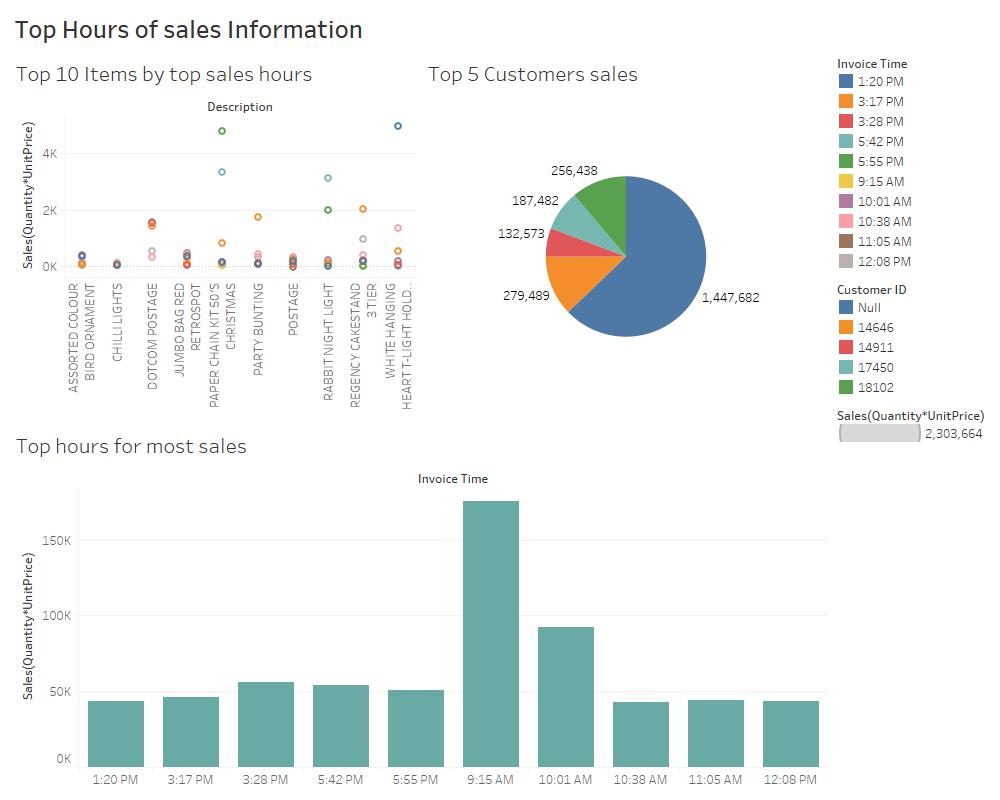 Top Hours of sales Information
Top 10 Items by top sales hours
Description
Sales(Quantity*UnitPrice)
4K
2K
0K
ASSORTED COLOUR
BIRD ORNAMENT
CHILLI LIGHTS
DOTCOM POSTAGE
JUMBO BAG RED
RETROSPOT
PAPER CHAIN KIT 50'S
CHRISTMAS
PARTY BUNTING
POSTAGE
RABBIT NIGHT LIGHT
REGENCY CAKESTAND
3 TIER
WHITE HANGING
HEART T-LIGHT HOLD..
Top 5 Customers sales
256,438
187,482
132,573
279,489
1,447,682
Invoice Time
1:20 PM
3:17 PM
3:28 PM
5:42 PM
5:55 PM
9:15 AM
10:01 AM
10:38 AM
11:05 AM
12:08 PM
Customer ID
Null
14646
14911
17450
18102
Sales(Quantity*UnitPrice)
2,303,664
Top hours for most sales
Invoice Time
Sales(Quantity*UnitPrice)
150K
100K
50K
0K
1:20 PM
3:17 PM
3:28 PM
5:42 PM
5:55 PM
9:15 AM
10:01 AM
10:38 AM
11:05 AM
12:08 PM